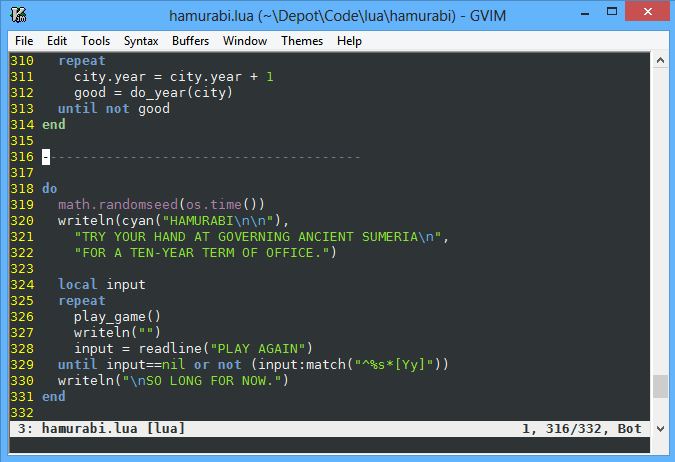 hamurabi.lua (~\Depot\Code\lua\hamurabi) - GVIM
File Edit Tools Syntax Buffers Window Themes Help
310   repeat
311     city.year = city.year + 1
312     good = do_year(city)
313   until not good
314 end
315
316 ----------------------------------------
317
318 do
319   math.randomseed(os.time())
320   writeln(cyan("HAMURABI\n\n"),
321     "TRY YOUR HAND AT GOVERNING ANCIENT SUMERIA\n",
322     "FOR A TEN-YEAR TERM OF OFFICE.")
323
324   local input
325   repeat
326     play_game()
327     writeln("")
328     input = readline("PLAY AGAIN")
329   until input==nil or not (input:match("^%s*[Yy]"))
330   writeln("\nSO LONG FOR NOW.")
331 end
332
3: hamurabi.lua [lua] 1, 316/332, Bot